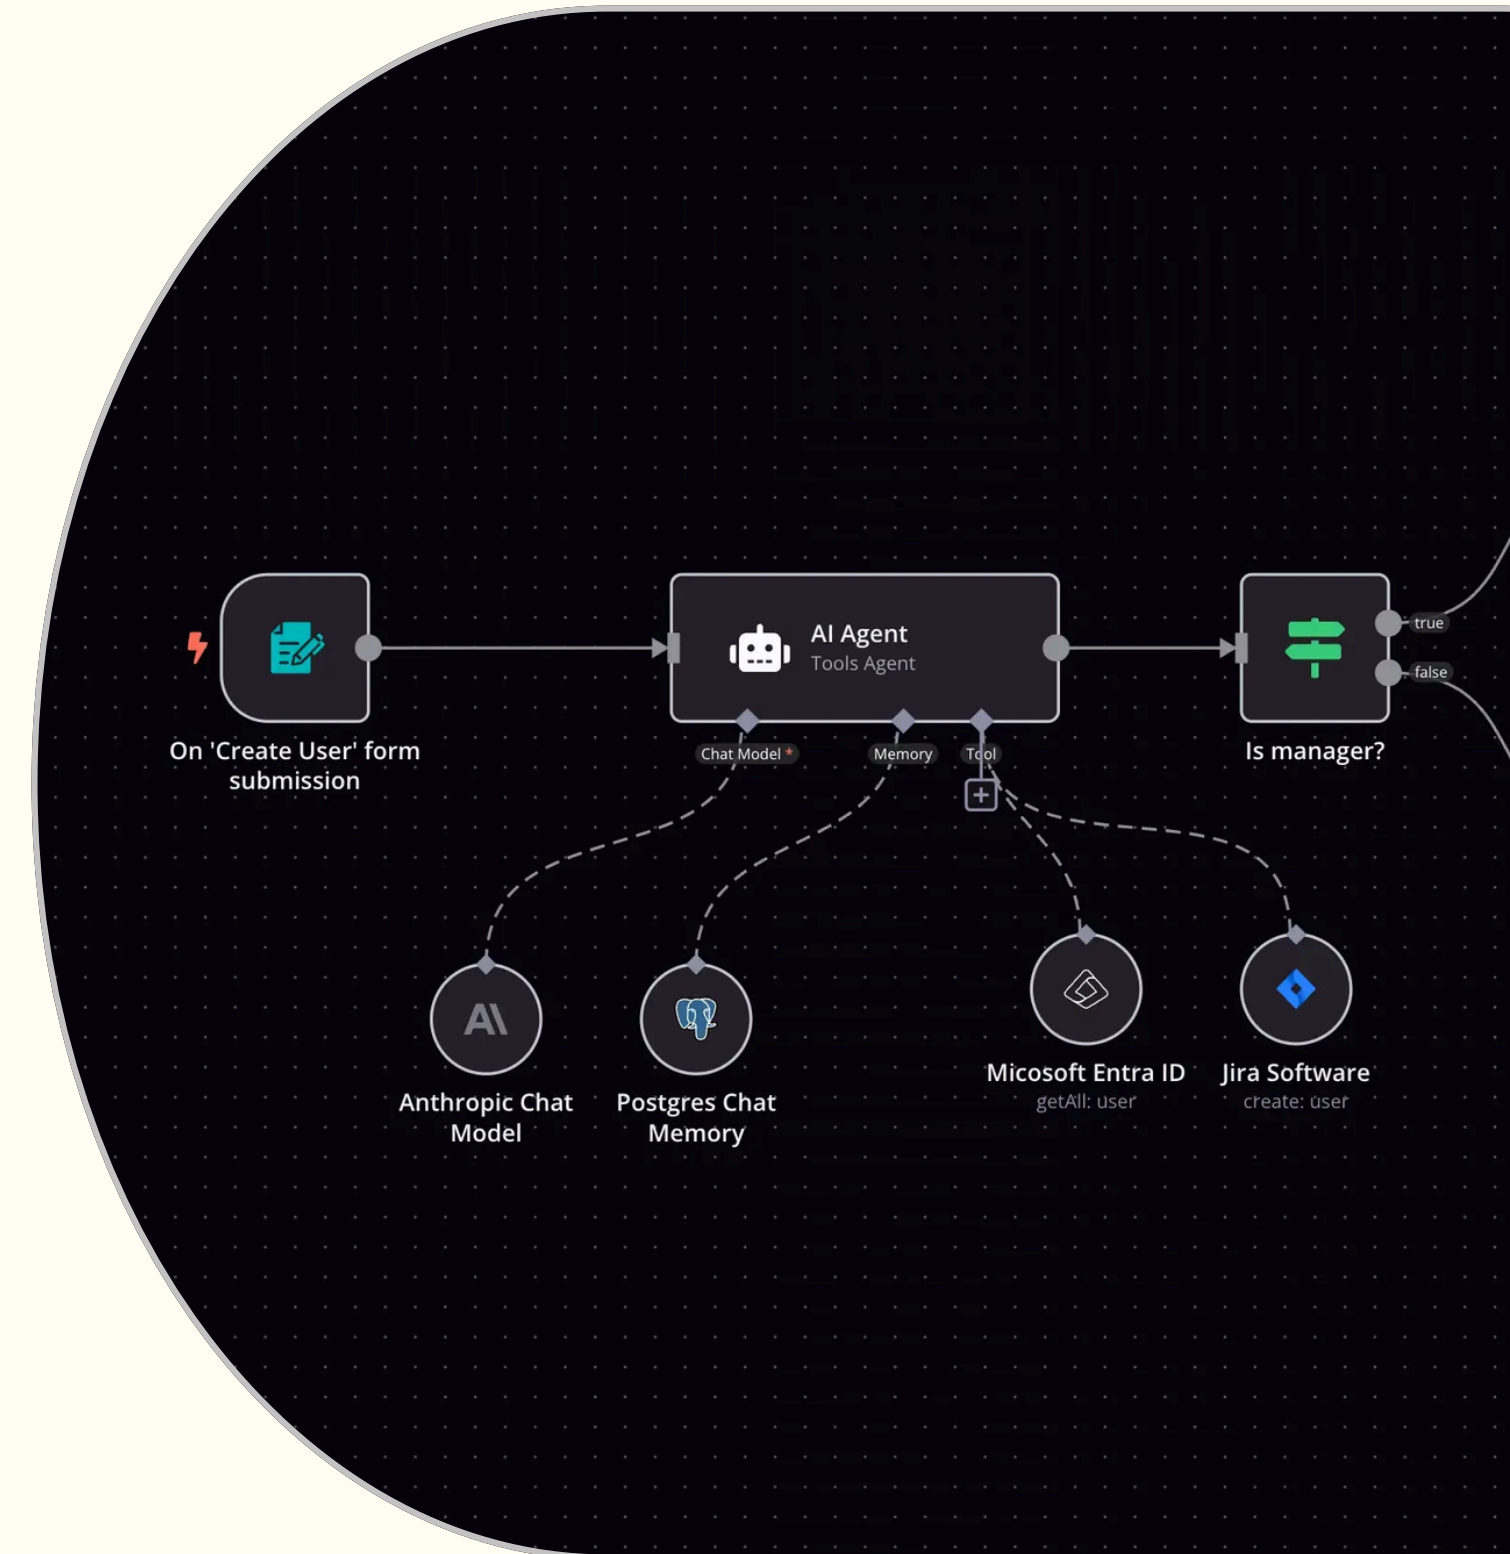 AI Agent
Tools Agent
true
false
On 'Create User' form
submission
Chat Model *
Memory
Tool
Is manager?
Anthropic Chat
Model
Postgres Chat
Memory
Micosoft Entra ID
getAll: user
Jira Software
create: user